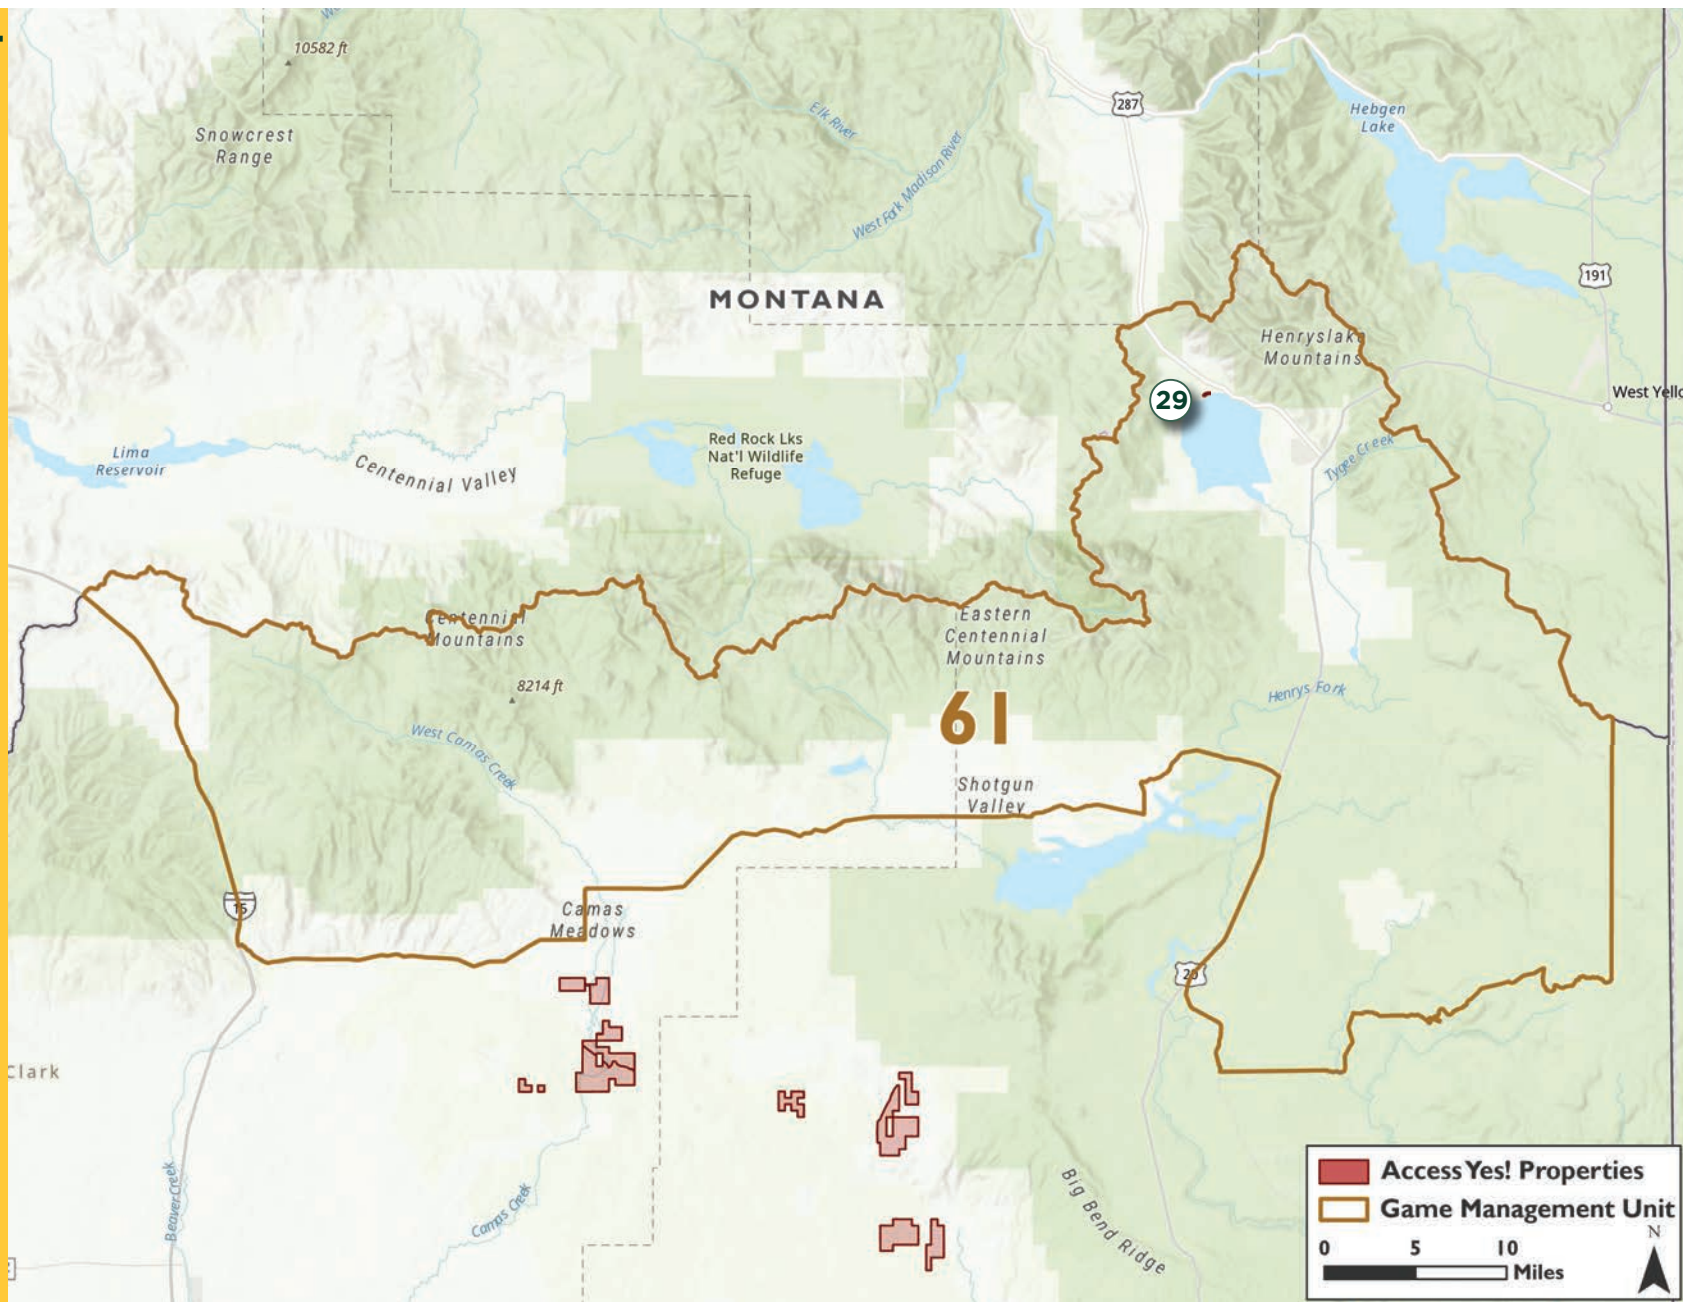 10582 ft
Snowcrest
Range
Elk River
West Fork Madison River
287
Hebgen
Lake
191
MONTANA
Henryslake
Mountains
29
West Yello
Lima
Reservoir
Centennial Valley
Red Rock Lks
Nat'l Wildlife
Refuge
Tygee Creek
Centennial
Mountains
Eastern
Centennial
Mountains
8214 ft
61
Henrys Fork
West Camas Creek
Shotgun
Valley
15
Camas
Meadows
20
Clark
Beaver Creek
Camas Creek
Big Bend Ridge
Access Yes! Properties
Game Management Unit
N
0 5 10
Miles